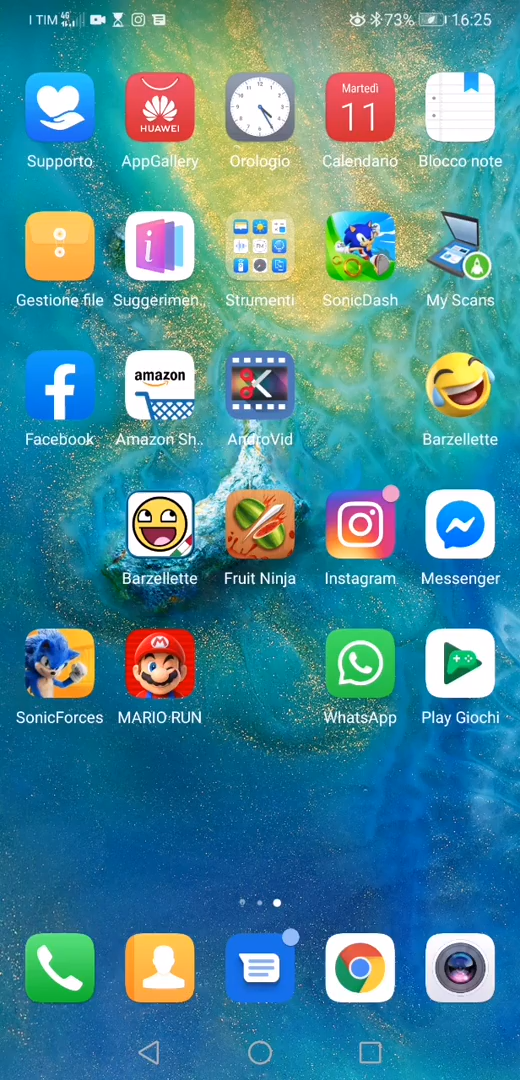 I TIM 4G 73% 16:25
HUAWEI
Martedì
11
Supporto AppGallery Orologio Calendario Blocco note
Gestione file Suggerimen.. Strumenti SonicDash My Scans
amazon
Facebook Amazon Sh.. AndroVid Barzellette
Barzellette Fruit Ninja Instagram Messenger
SonicForces MARIO RUN WhatsApp Play Giochi